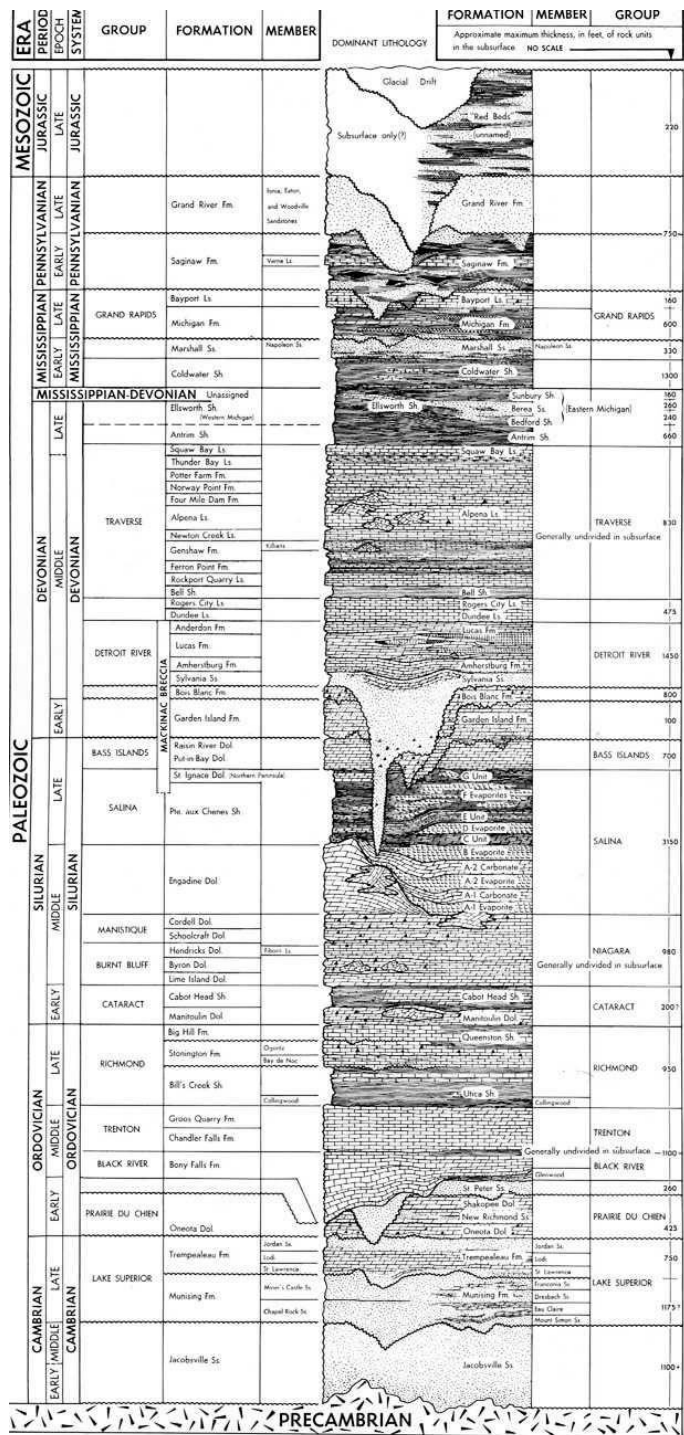 ERA
PERIOD
EPOCH
SYSTEM
GROUP
FORMATION
MEMBER
DOMINANT LITHOLOGY
FORMATION
MEMBER
GROUP
Approximate maximum thickness, in feet, of rock units
in the subsurface NO SCALE
MESOZOIC
JURASSIC
LATE
JURASSIC
Glacial Drift
Subsurface only(?)
"Red Beds"
(unnamed)
220
PALEOZOIC
PENNSYLVANIAN
LATE
EARLY
PENNSYLVANIAN
Grand River Fm.
Ionia, Eaton,
and Woodville
Sandstones
Grand River Fm.
750
Saginaw Fm.
Verne Ls.
Saginaw Fm.
MISSISSIPPIAN
LATE
EARLY
MISSISSIPPIAN
GRAND RAPIDS
Bayport Ls.
Bayport Ls.
160
GRAND RAPIDS
Michigan Fm.
Michigan Fm.
600
Marshall Ss.
Napoleon Ss.
Marshall Ss.
Napoleon Ss.
330
Coldwater Sh.
Coldwater Sh.
1300
MISSISSIPPIAN-DEVONIAN Unassigned
Ellsworth Sh.
(Western Michigan)
Ellsworth Sh.
Sunbury Sh.
160
Berea Ss.
(Eastern Michigan)
260
Bedford Sh.
240
Antrim Sh.
Antrim Sh.
660
DEVONIAN
LATE
MIDDLE
EARLY
DEVONIAN
TRAVERSE
Squaw Bay Ls.
Squaw Bay Ls.
Thunder Bay Ls.
Potter Farm Fm.
Norway Point Fm.
Four Mile Dam Fm.
Alpena Ls.
Alpena Ls.
TRAVERSE
830
Newton Creek Ls.
Generally undivided in subsurface
Genshaw Fm.
Killians
Ferron Point Fm.
Rockport Quarry Ls.
Bell Sh.
Bell Sh.
Rogers City Ls.
Rogers City Ls.
Dundee Ls.
Dundee Ls.
475
DETROIT RIVER
MACKINAC BRECCIA
Anderdon Fm.
Lucas Fm.
Lucas Fm.
DETROIT RIVER
1450
Amherstburg Fm.
Amherstburg Fm.
Sylvania Ss.
Sylvania Ss.
Bois Blanc Fm.
Bois Blanc Fm.
800
Garden Island Fm.
Garden Island Fm.
100
SILURIAN
LATE
MIDDLE
EARLY
SILURIAN
BASS ISLANDS
Raisin River Dol.
Put-in-Bay Dol.
BASS ISLANDS
700
SALINA
St. Ignace Dol. (Northern Peninsula)
G Unit
F Evaporites
Pte. aux Chenes Sh.
E Unit
D Evaporite
C Unit
SALINA
3150
B Evaporite
A-2 Carbonate
A-2 Evaporite
A-1 Carbonate
A-1 Evaporite
Engadine Dol.
MANISTIQUE
Cordell Dol.
Schoolcraft Dol.
BURNT BLUFF
Hendricks Dol.
Fiborn Ls.
NIAGARA
980
Byron Dol.
Generally undivided in subsurface
Lime Island Dol.
CATARACT
Cabot Head Sh.
Cabot Head Sh.
CATARACT
200?
Manitoulin Dol.
Manitoulin Dol.
ORDOVICIAN
LATE
MIDDLE
EARLY
ORDOVICIAN
RICHMOND
Big Hill Fm.
Queenston Sh.
Stonington Fm.
Ogontz
Bay de Noc
RICHMOND
950
Bill's Creek Sh.
Utica Sh.
Collingwood
Collingwood
TRENTON
Groos Quarry Fm.
Chandler Falls Fm.
TRENTON
Generally undivided in subsurface
1100
BLACK RIVER
Bony Falls Fm.
BLACK RIVER
Glenwood
St. Peter Ss.
260
PRAIRIE DU CHIEN
Shakopee Dol.
New Richmond Ss.
PRAIRIE DU CHIEN
Oneota Dol.
Oneota Dol.
425
CAMBRIAN
LATE
MIDDLE
EARLY
CAMBRIAN
LAKE SUPERIOR
Trempealeau Fm.
Jordan Ss.
Lodi
St. Lawrence
Trempealeau Fm.
Jordan Ss.
Lodi
St. Lawrence
750
LAKE SUPERIOR
Munising Fm.
Miner's Castle Ss.
Chapel Rock Ss.
Munising Fm.
Franconia Ss.
Dresbach Ss.
Eau Claire
Mount Simon Ss.
1175?
Jacobsville Ss.
Jacobsville Ss.
1100+
PRECAMBRIAN